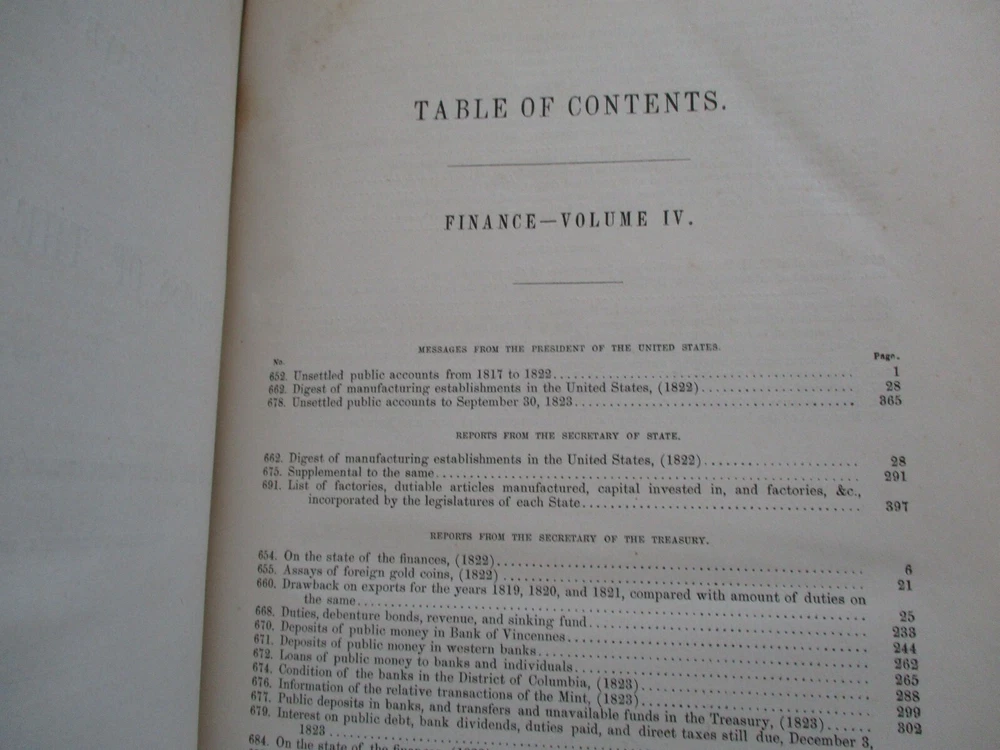 TABLE OF CONTENTS.
FINANCE—VOLUME IV.
MESSAGES FROM THE PRESIDENT OF THE UNITED STATES.
No. Page.
652. Unsettled public accounts from 1817 to 1822 1
662. Digest of manufacturing establishments in the United States, (1822) 28
678. Unsettled public accounts to September 30, 1823 365
REPORTS FROM THE SECRETARY OF STATE.
662. Digest of manufacturing establishments in the United States, (1822) 28
675. Supplemental to the same 291
691. List of factories, dutiable articles manufactured, capital invested in, and factories, &c.,
incorporated by the legislatures of each State 397
REPORTS FROM THE SECRETARY OF THE TREASURY.
654. On the state of the finances, (1822) 6
655. Assays of foreign gold coins, (1822) 21
660. Drawback on exports for the years 1819, 1820, and 1821, compared with amount of duties on
the same 25
668. Duties, debenture bonds, revenue, and sinking fund 233
670. Deposits of public money in Bank of Vincennes 244
671. Deposits of public money in western banks 262
672. Loans of public money to banks and individuals 265
674. Condition of the banks in the District of Columbia, (1823) 288
676. Information of the relative transactions of the Mint, (1823) 299
677. Public deposits in banks, and transfers and unavailable funds in the Treasury, (1823) 302
679. Interest on public debt, bank dividends, duties paid, and direct taxes still due, December 3,
1823
684. On the state of the